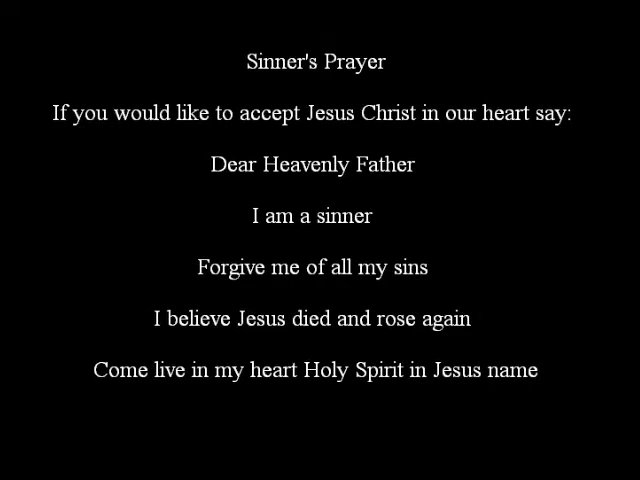 Sinner's Prayer
If you would like to accept Jesus Christ in our heart say:
Dear Heavenly Father
I am a sinner
Forgive me of all my sins
I believe Jesus died and rose again
Come live in my heart Holy Spirit in Jesus name